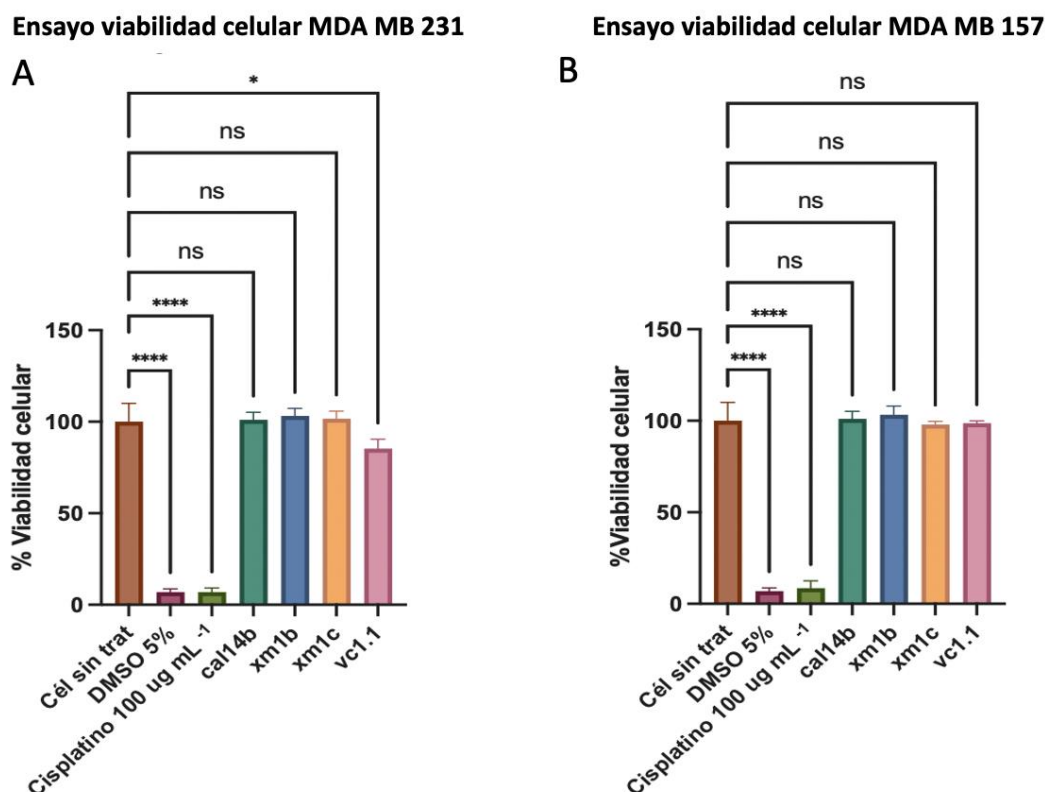 Ensayo viabilidad celular MDA MB 231
A
*
ns
ns
ns
****
****
150
100
50
0
% Viabilidad celular
Cél sin trat
DMSO 5%
Cisplatino 100 ug mL -1
cal14b
xm1b
xm1c
vc1.1
Ensayo viabilidad celular MDA MB 157
B
ns
ns
ns
ns
****
****
150
100
50
0
%Viabilidad celular
Cél sin trat
DMSO 5%
Cisplatino 100 ug mL -1
cal14b
xm1b
xm1c
vc1.1